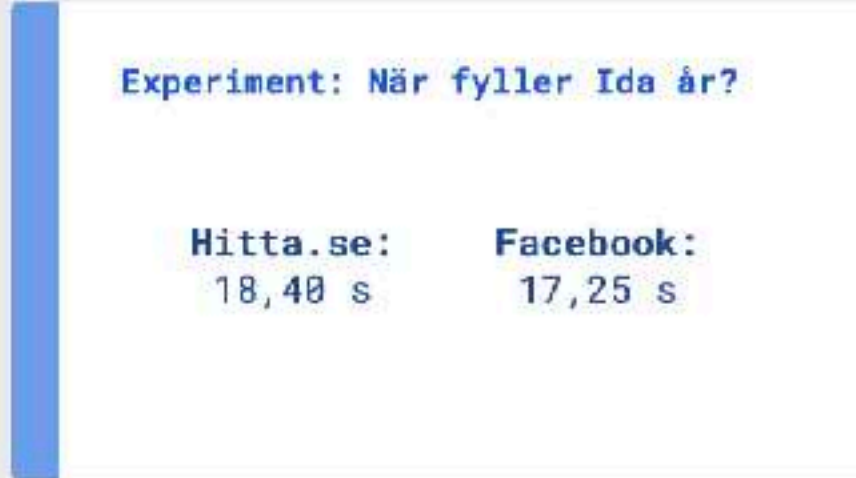 Experiment: När fyller Ida år?
Hitta.se: Facebook:
18,40 s 17,25 s